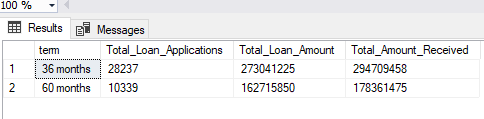 100 %
Results Messages
term Total_Loan_Applications Total_Loan_Amount Total_Amount_Received
1 36 months 28237 273041225 294709458
2 60 months 10339 162715850 178361475